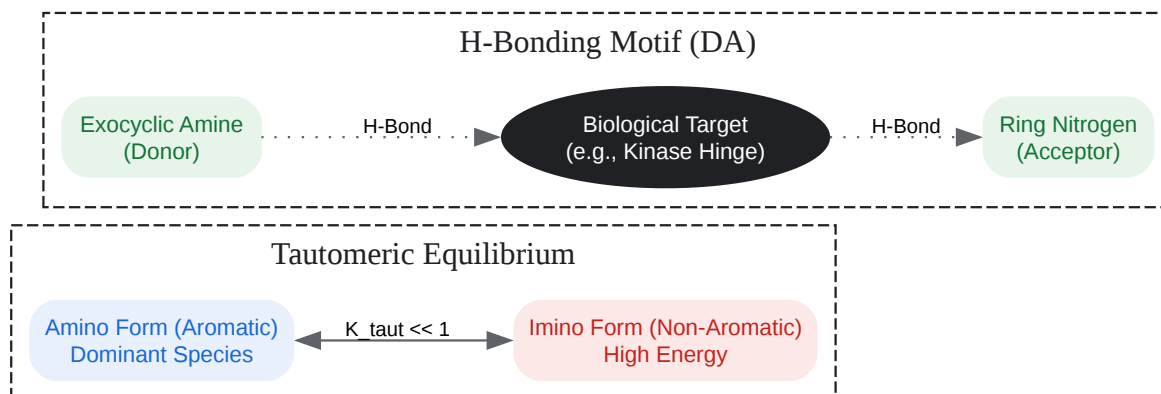 H-Bonding Motif (DA)
Exocyclic Amine
(Donor)
H-Bond
Biological Target
(e.g., Kinase Hinge)
H-Bond
Ring Nitrogen
(Acceptor)
Tautomeric Equilibrium
Amino Form (Aromatic)
Dominant Species
K_taut << 1
Imino Form (Non-Aromatic)
High Energy